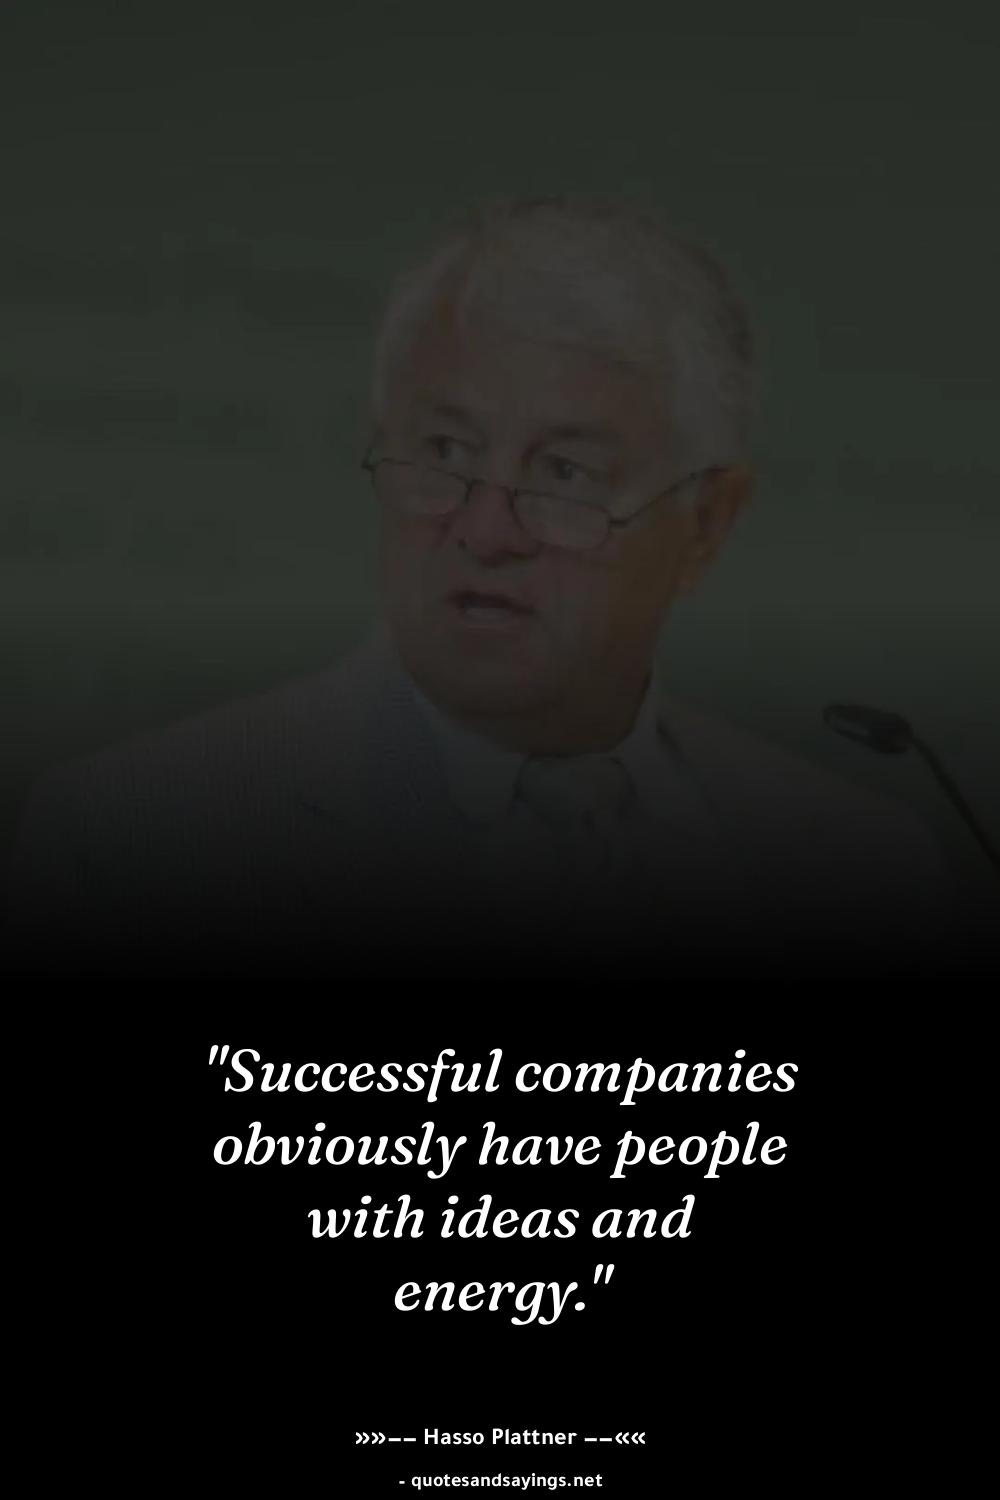 "Successful companies
obviously have people
with ideas and
energy."
»»–– Hasso Plattner ––««
- quotesandsayings.net